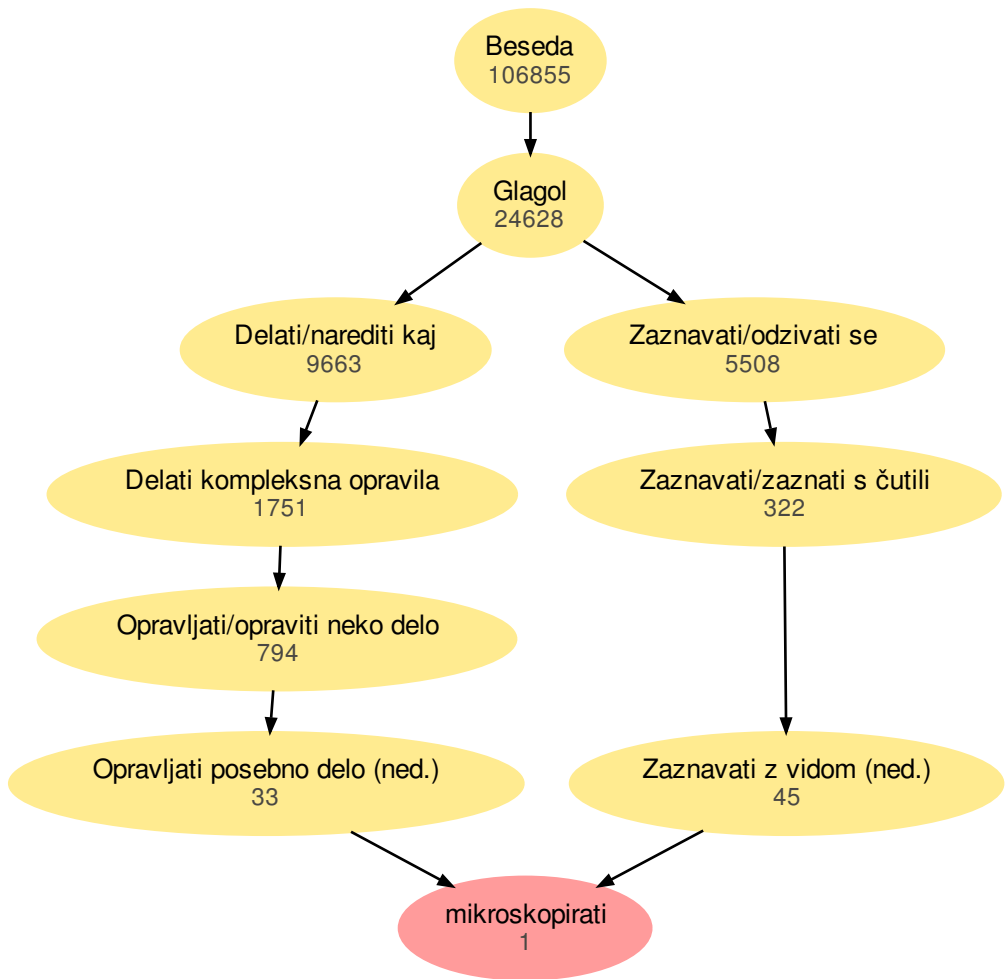 Beseda
106855
Glagol
24628
Delati/narediti kaj
9663
Zaznavati/odzivati se
5508
Delati kompleksna opravila
1751
Zaznavati/zaznati s čutili
322
Opravljati/opraviti neko delo
794
Opravljati posebno delo (ned.)
33
Zaznavati z vidom (ned.)
45
mikroskopirati
1